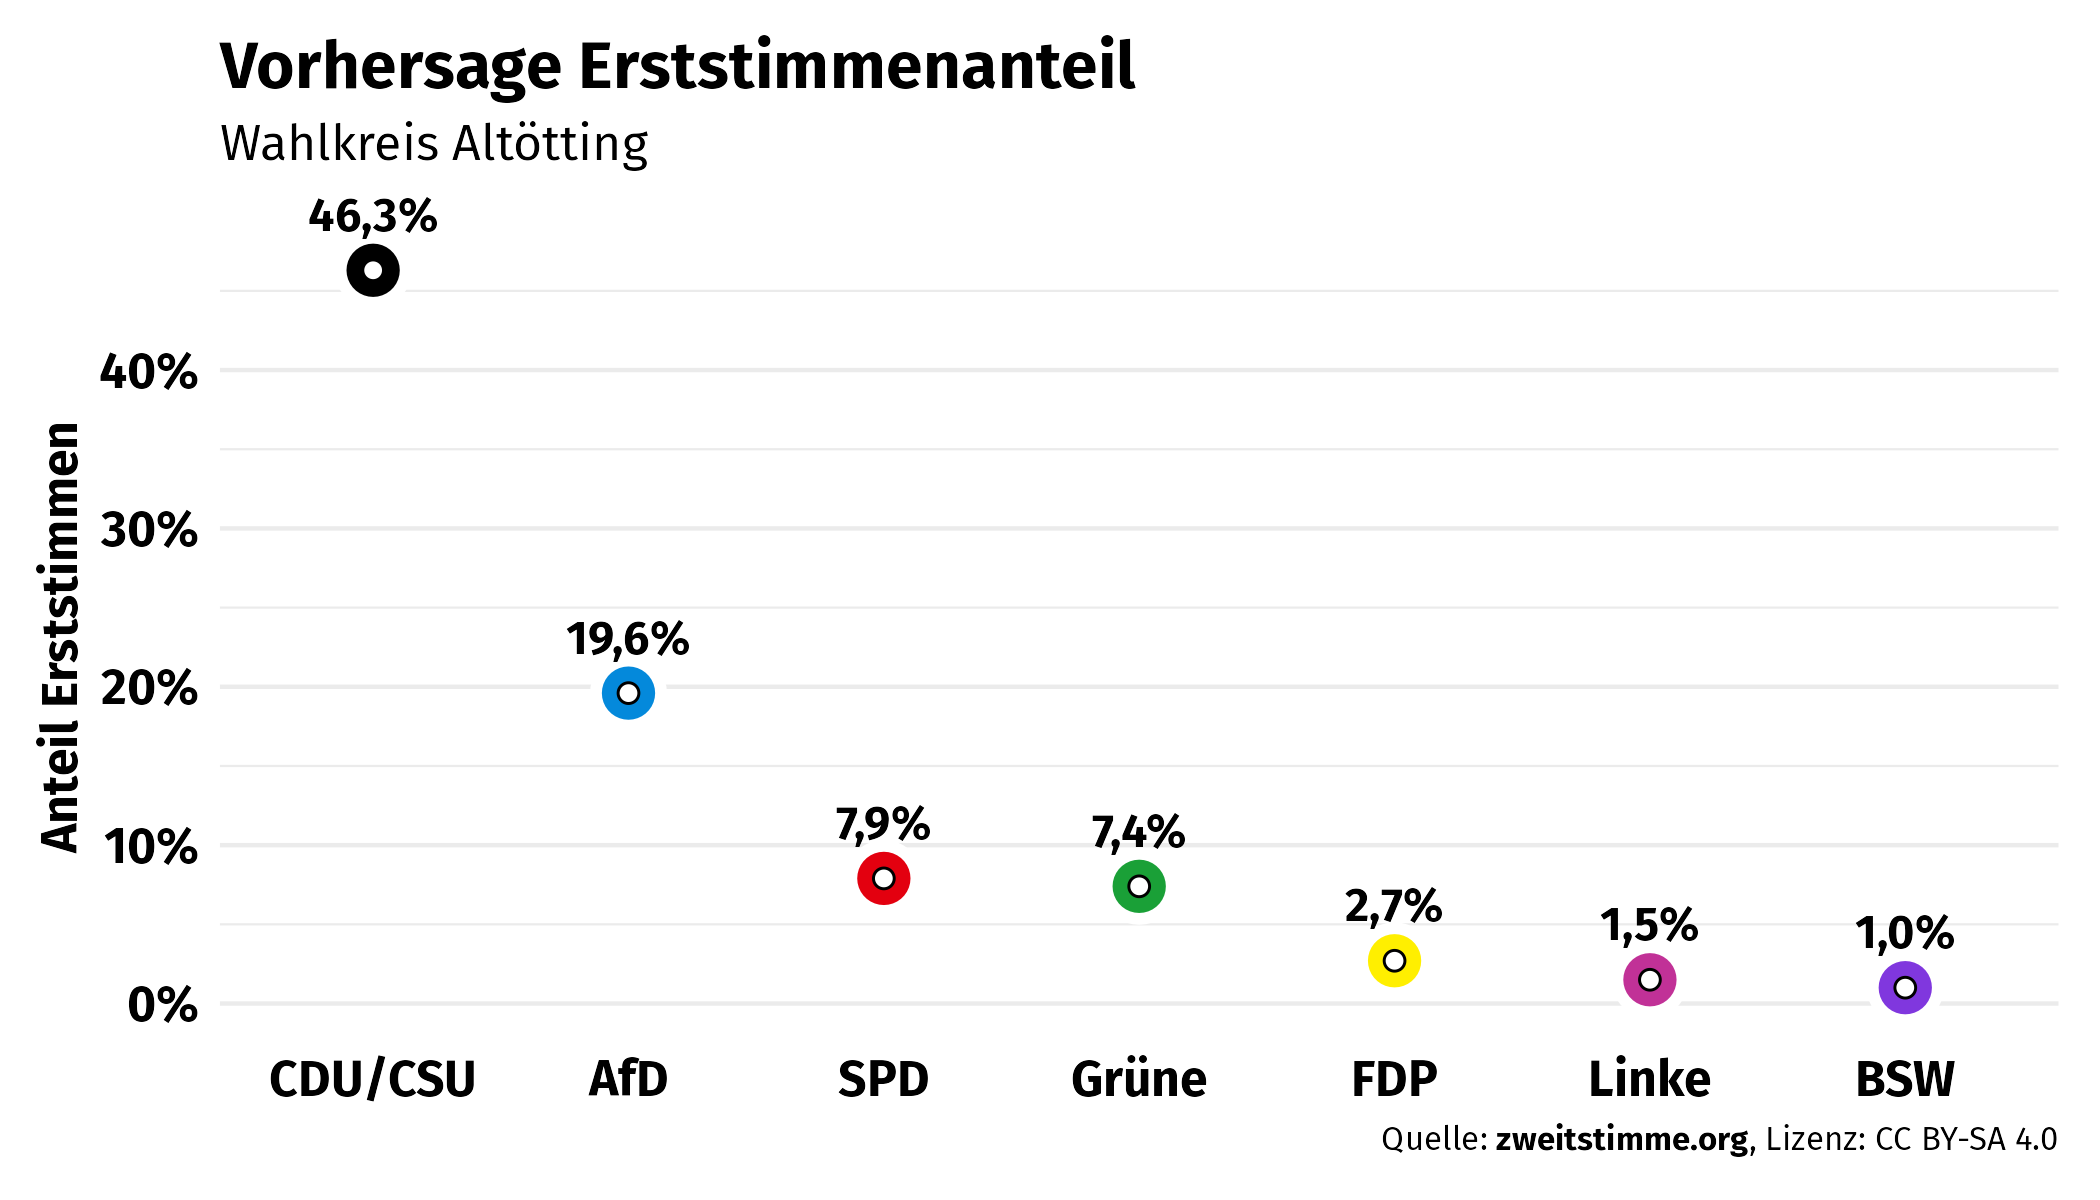 Vorhersage Erststimmenanteil
Wahlkreis Altötting
46,3%
40%
30%
19,6%
20%
7,9%
7,4%
10%
2,7%
1,5%
1,0%
0%
Anteil Erststimmen
CDU/CSU AfD SPD Grüne FDP Linke BSW
Quelle: zweitstimme.org, Lizenz: CC BY-SA 4.0